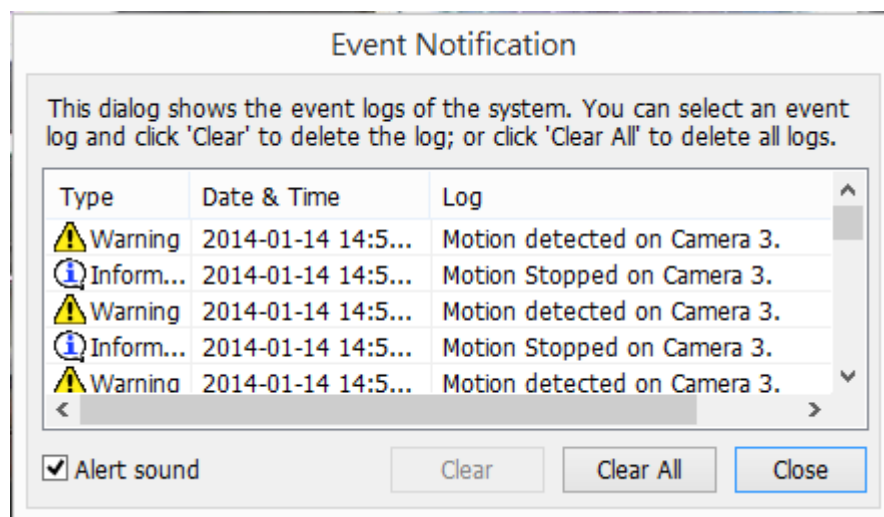 Event Notification
This dialog shows the event logs of the system. You can select an event
log and click 'Clear' to delete the log; or click 'Clear All' to delete all logs.
Type Date & Time Log
Warning 2014-01-14 14:5... Motion detected on Camera 3.
Inform... 2014-01-14 14:5... Motion Stopped on Camera 3.
Warning 2014-01-14 14:5... Motion detected on Camera 3.
Inform... 2014-01-14 14:5... Motion Stopped on Camera 3.
Warning 2014-01-14 14:5... Motion detected on Camera 3.
Alert sound Clear Clear All Close